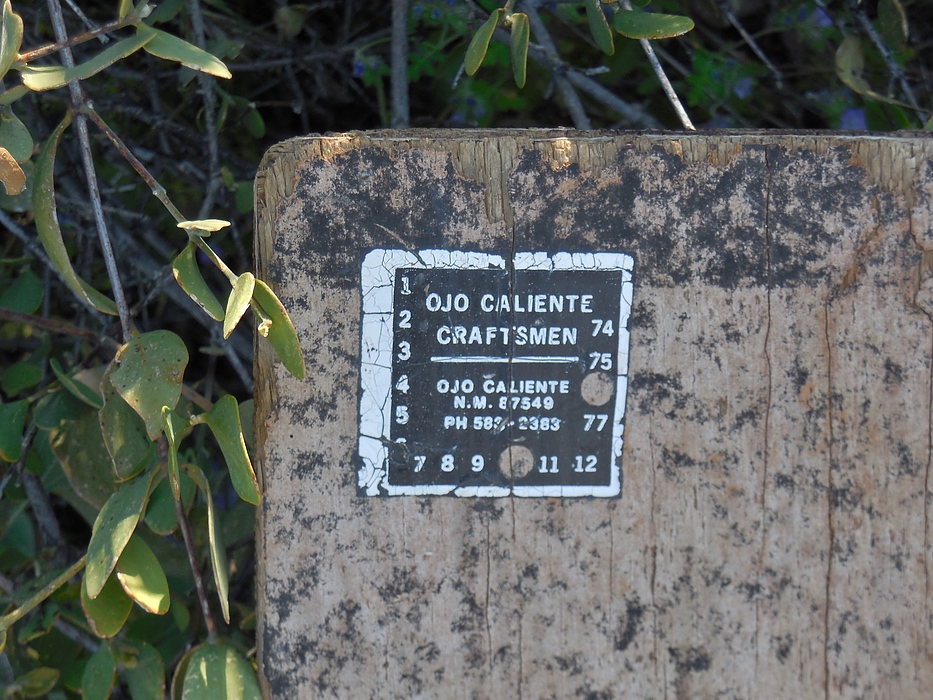 1
OJO CALIENTE
2
CRAFTSMEN
74
3
75
4
OJO CALIENTE
N.M. 87549
5
PH 583-2383
77
7 8 9 11 12